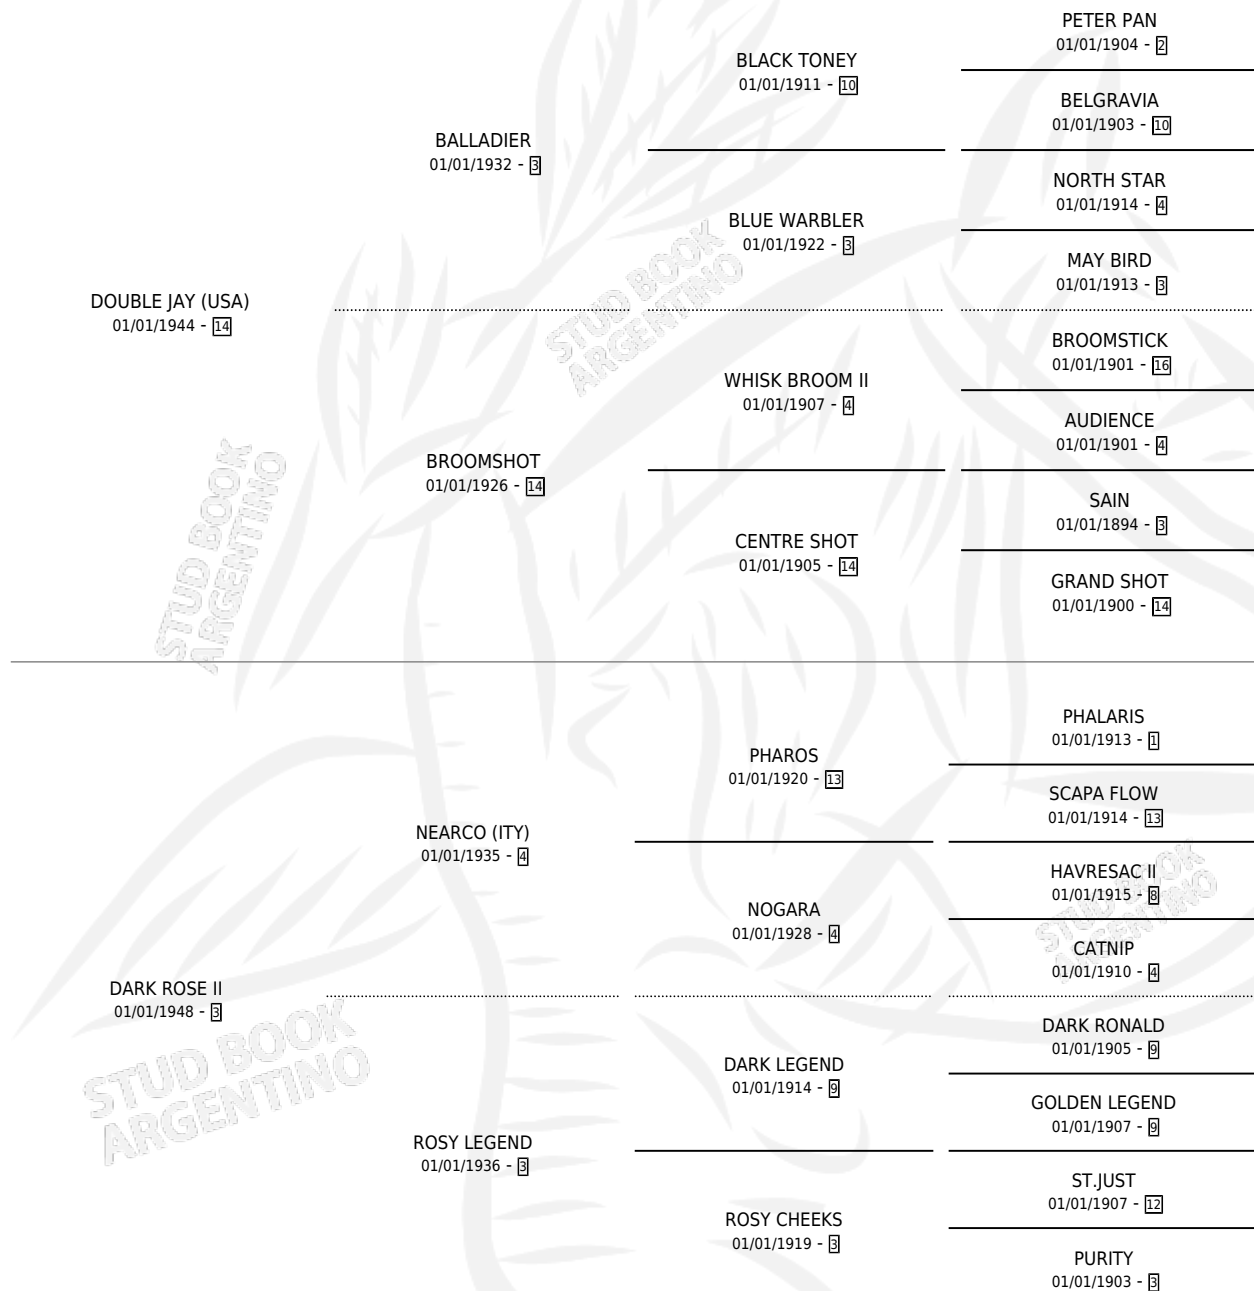 PETER PAN
01/01/1904 - 2
BLACK TONEY
01/01/1911 - 10
BELGRAVIA
01/01/1903 - 10
BALLADIER
01/01/1932 - 3
NORTH STAR
01/01/1914 - 4
BLUE WARBLER
01/01/1922 - 3
MAY BIRD
01/01/1913 - 3
DOUBLE JAY (USA)
01/01/1944 - 14
STUD BOOK
ARGENTINO
BROOMSTICK
01/01/1901 - 16
WHISK BROOM II
01/01/1907 - 4
AUDIENCE
01/01/1901 - 4
BROOMSHOT
01/01/1926 - 14
SAIN
01/01/1894 - 3
CENTRE SHOT
01/01/1905 - 14
GRAND SHOT
01/01/1900 - 14
STUD BOOK
ARGENTINO
PHALARIS
01/01/1913 - 1
PHAROS
01/01/1920 - 13
SCAPA FLOW
01/01/1914 - 13
NEARCO (ITY)
01/01/1935 - 4
HAVRESAC II
01/01/1915 - 8
NOGARA
01/01/1928 - 4
STUD BOOK
ARGENTINO
CATNIP
01/01/1910 - 4
DARK ROSE II
01/01/1948 - 3
DARK RONALD
01/01/1905 - 9
STUD BOOK
ARGENTINO
DARK LEGEND
01/01/1914 - 9
GOLDEN LEGEND
01/01/1907 - 9
ROSY LEGEND
01/01/1936 - 3
ST.JUST
01/01/1907 - 12
ROSY CHEEKS
01/01/1919 - 3
PURITY
01/01/1903 - 3